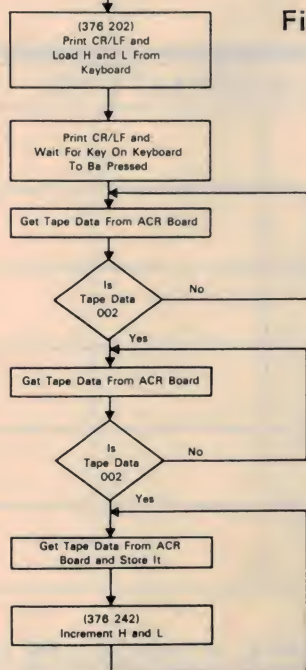 Fi
(376 202)
Print CR/LF and
Load H and L From
Keyboard
Print CR/LF and
Wait For Key On Keyboard
To Ba Pressed
Get Tape Data From ACR Board
Is
Tape Data
002
No
Yes
Gat Tape Data From ACR Board
Is
Tape Data
002
No
Yes
Get Tape Data From ACR
Board and Store It
(376 242)
Increment H and L